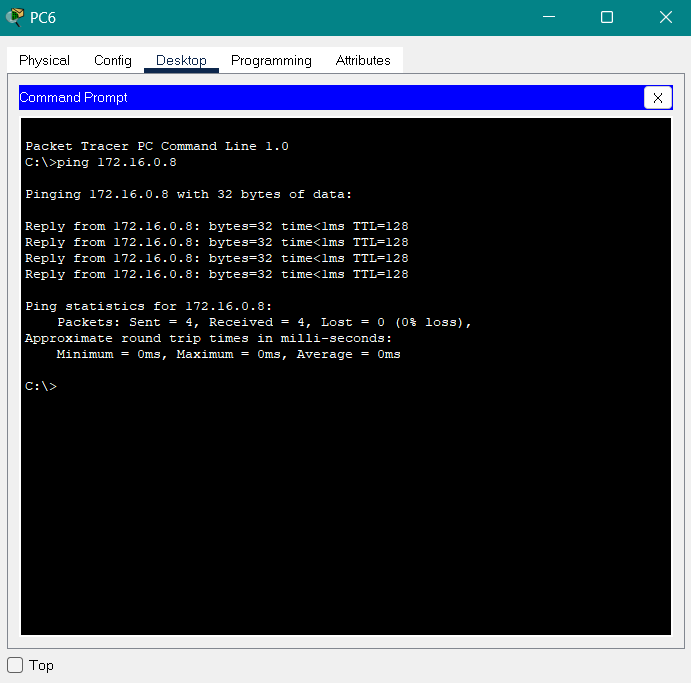 PC6
Physical Config Desktop Programming Attributes
Command Prompt
X
Packet Tracer PC Command Line 1.0
C:\>ping 172.16.0.8
Pinging 172.16.0.8 with 32 bytes of data:
Reply from 172.16.0.8: bytes=32 time<1ms TTL=128
Reply from 172.16.0.8: bytes=32 time<1ms TTL=128
Reply from 172.16.0.8: bytes=32 time<1ms TTL=128
Reply from 172.16.0.8: bytes=32 time<1ms TTL=128
Ping statistics for 172.16.0.8:
    Packets: Sent = 4, Received = 4, Lost = 0 (0% loss),
Approximate round trip times in milli-seconds:
    Minimum = 0ms, Maximum = 0ms, Average = 0ms
C:\>
Top